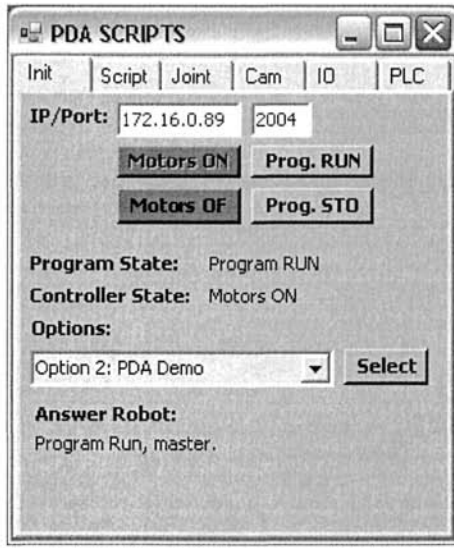 PDA SCRIPTS
Init Script Joint Cam IO PLC
IP/Port: 172.16.0.89 2004
Motors ON Prog. RUN
Motors OF Prog. STO
Program State: Program RUN
Controller State: Motors ON
Options:
Option 2: PDA Demo Select
Answer Robot:
Program Run, master.